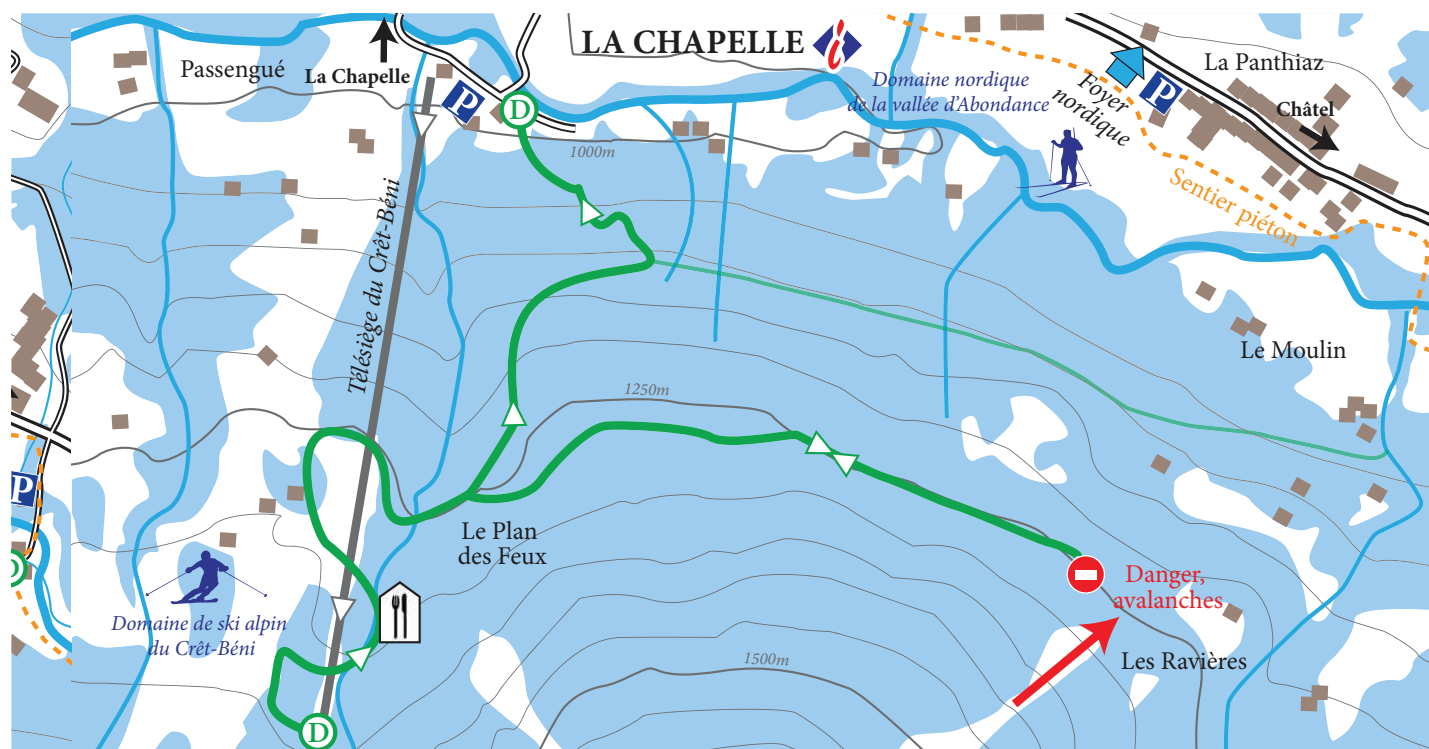 LA CHAPELLE
i
Passengué
La Chapelle
P
D
Domaine nordique
de la vallée d'Abondance
Foyer
nordique
P
La Panthiaz
Châtel
1000m
Sentier piéton
Télésiège du Crêt-Béni
Le Moulin
1250m
P
Le Plan
des Feux
D
Danger,
avalanches
Domaine de ski alpin
du Crêt-Béni
Les Ravières
1500m
D